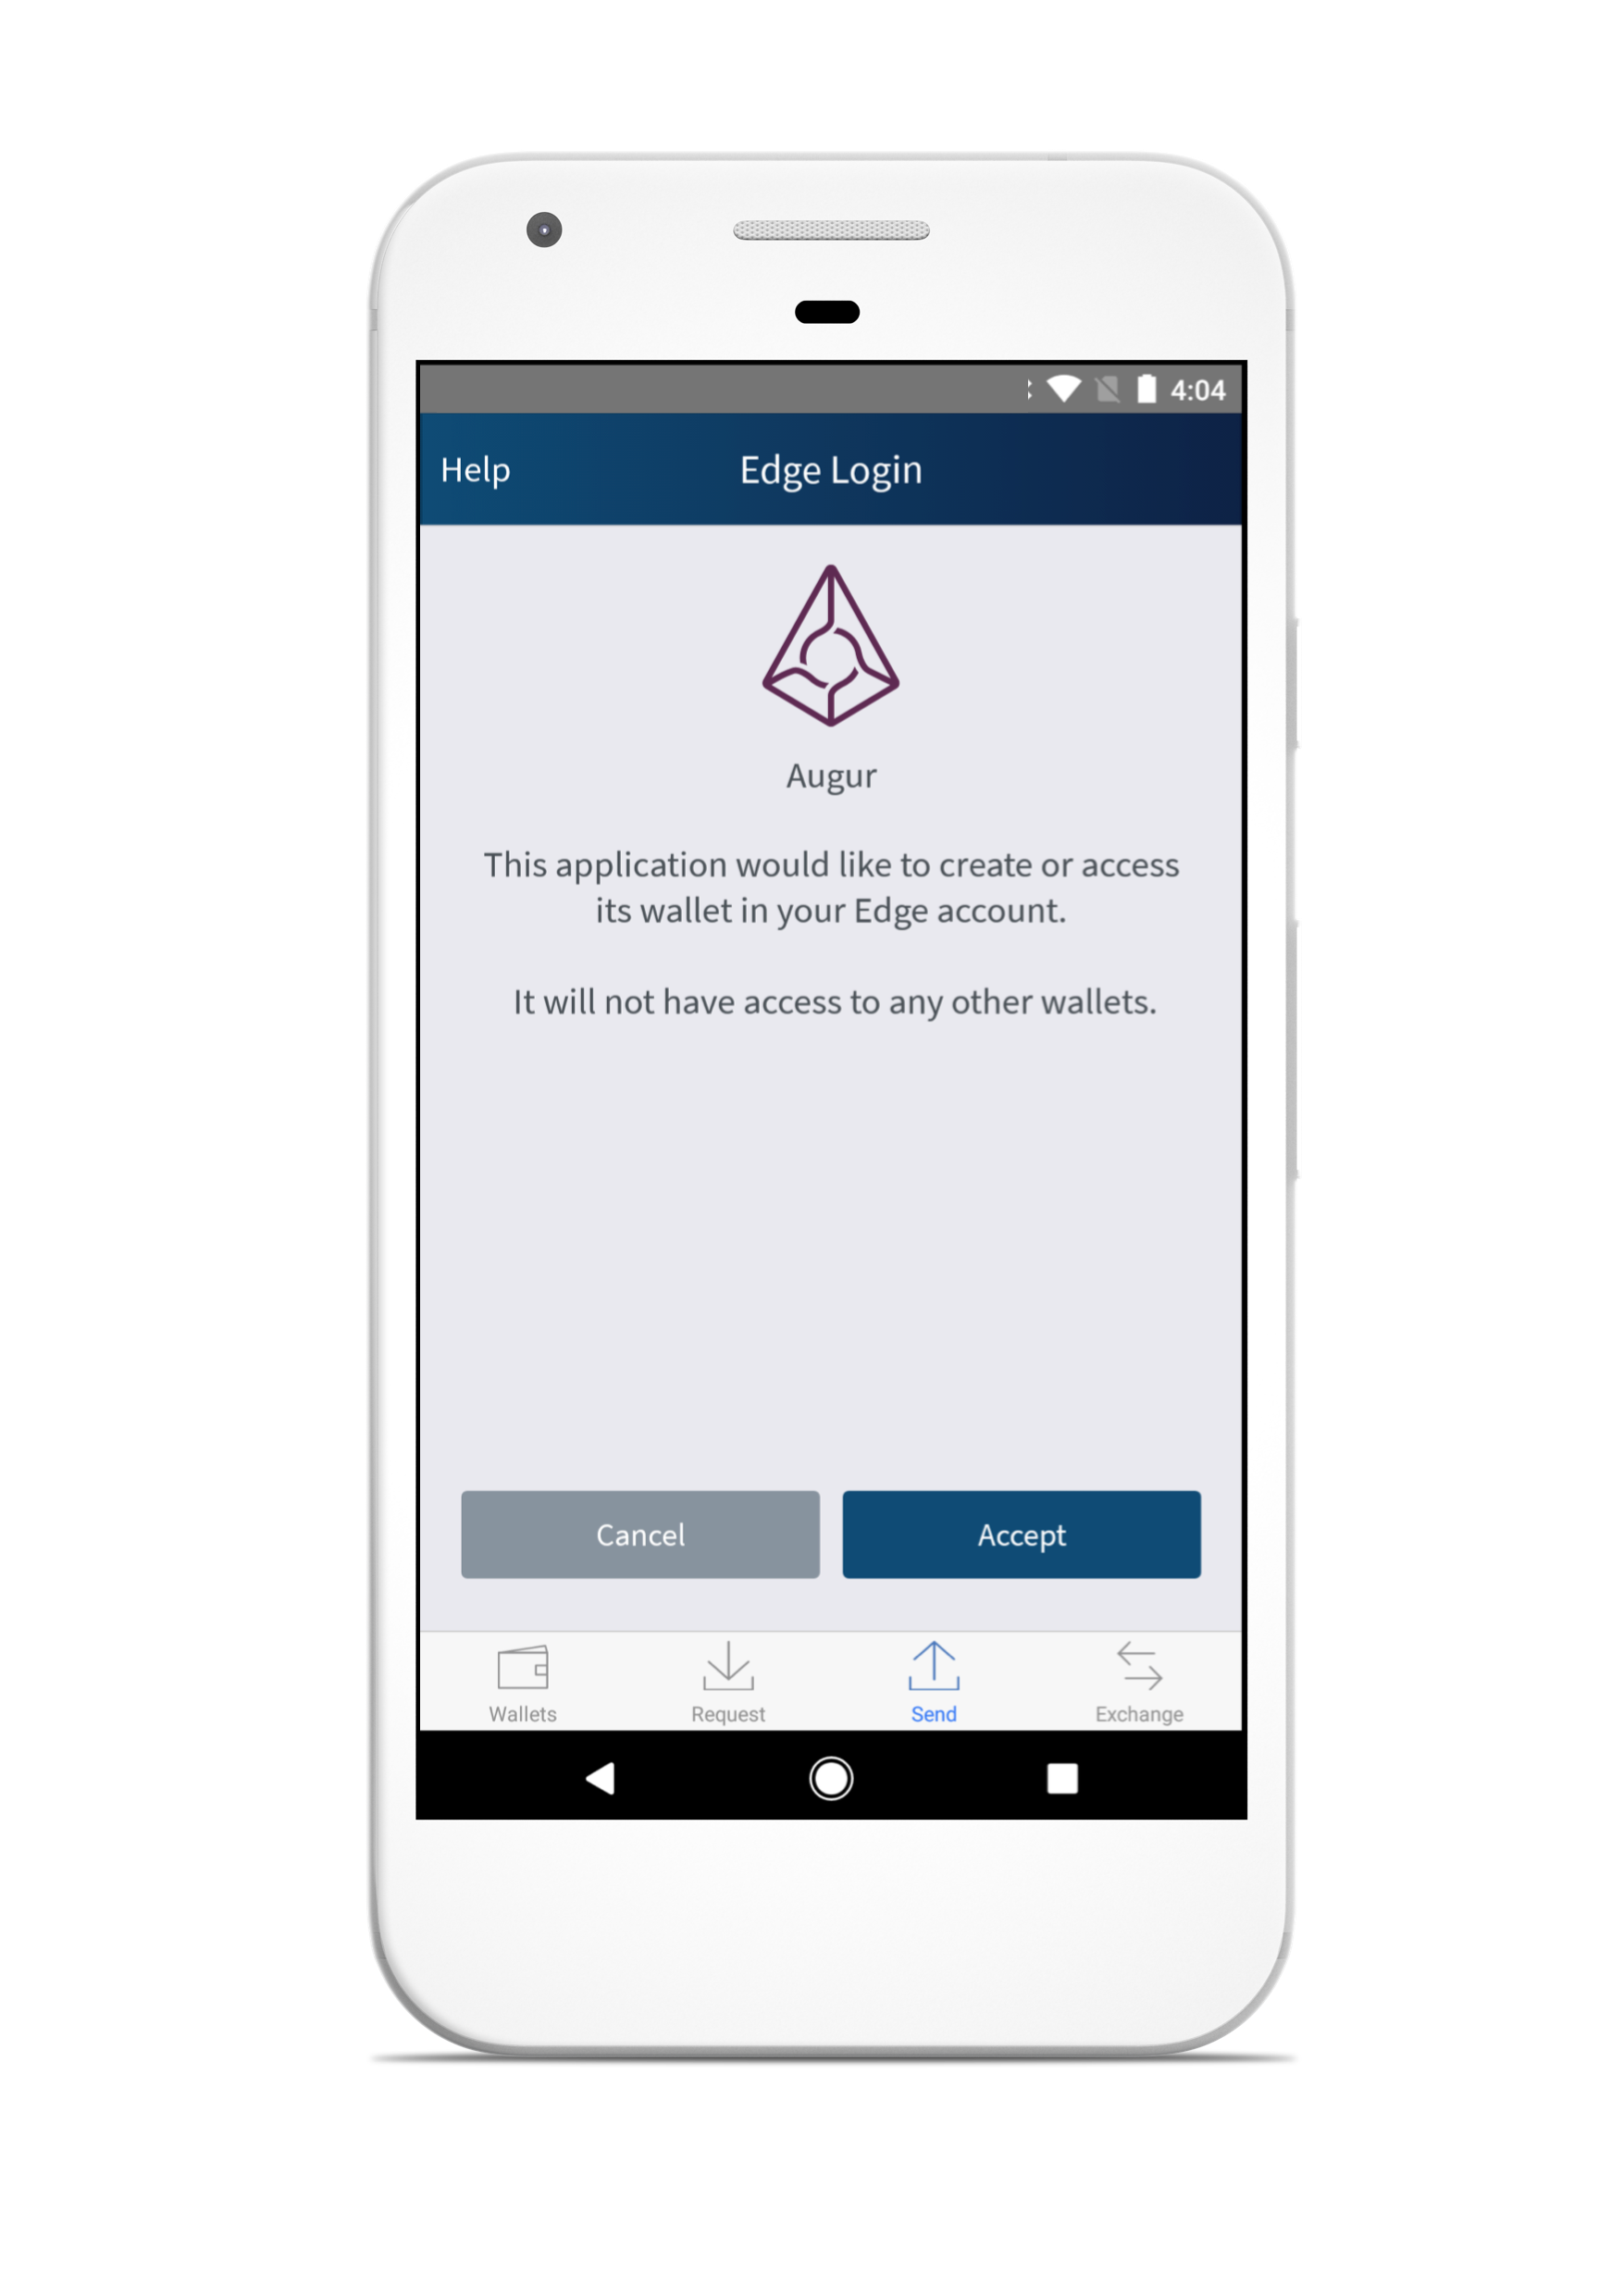 4:04
Help
Edge Login
Augur
This application would like to create or access
its wallet in your Edge account.
It will not have access to any other wallets.
Cancel
Accept
Wallets
Request
Send
Exchange